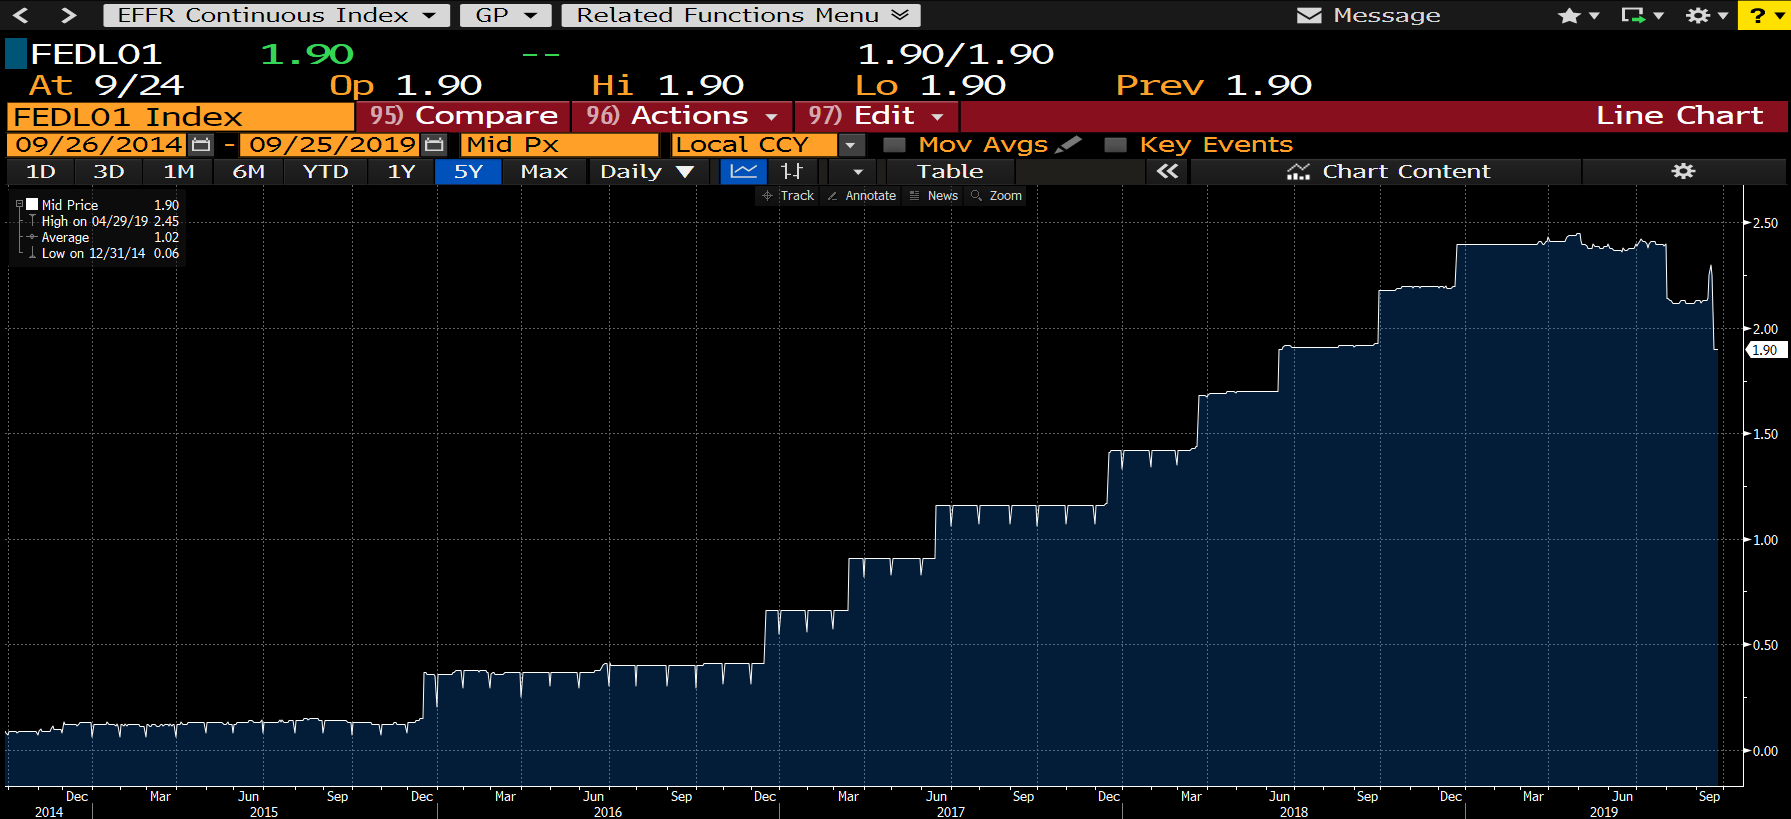 EFFR Continuous Index GP Related Functions Menu Message ?
FEDL01 1.90 -- 1.90/1.90
At 9/24 Op 1.90 Hi 1.90 Lo 1.90 Prev 1.90
FEDL01 Index 95) Compare 96) Actions 97) Edit Line Chart
09/26/2014 - 09/25/2019 Mid Px Local CCY Mov Avgs Key Events
1D 3D 1M 6M YTD 1Y 5Y Max Daily Table Chart Content
Track Annotate News Zoom
Mid Price 1.90
High on 04/29/19 2.45
Average 1.02
Low on 12/31/14 0.06
2.50
2.00
1.90
1.50
1.00
0.50
0.00
Dec Mar Jun Sep Dec Mar Jun Sep Dec Mar Jun Sep Dec Mar Jun Sep Dec Mar Jun Sep
2014 2015 2016 2017 2018 2019